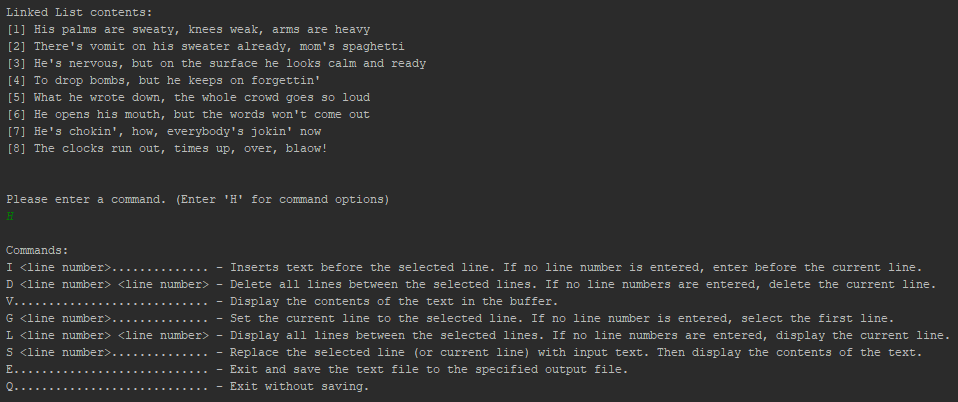 Linked List contents:
[1] His palms are sweaty, knees weak, arms are heavy
[2] There's vomit on his sweater already, mom's spaghetti
[3] He's nervous, but on the surface he looks calm and ready
[4] To drop bombs, but he keeps on forgettin'
[5] What he wrote down, the whole crowd goes so loud
[6] He opens his mouth, but the words won't come out
[7] He's chokin', how, everybody's jokin' now
[8] The clocks run out, times up, over, blaow!
Please enter a command. (Enter 'H' for command options)
H
Commands:
I <line number>.............. - Inserts text before the selected line. If no line number is entered, enter before the current line.
D <line number> <line number> - Delete all lines between the selected lines. If no line numbers are entered, delete the current line.
V............................ - Display the contents of the text in the buffer.
G <line number>.............. - Set the current line to the selected line. If no line number is entered, select the first line.
L <line number> <line number> - Display all lines between the selected lines. If no line numbers are entered, display the current line.
S <line number>.............. - Replace the selected line (or current line) with input text. Then display the contents of the text.
E............................ - Exit and save the text file to the specified output file.
Q............................ - Exit without saving.